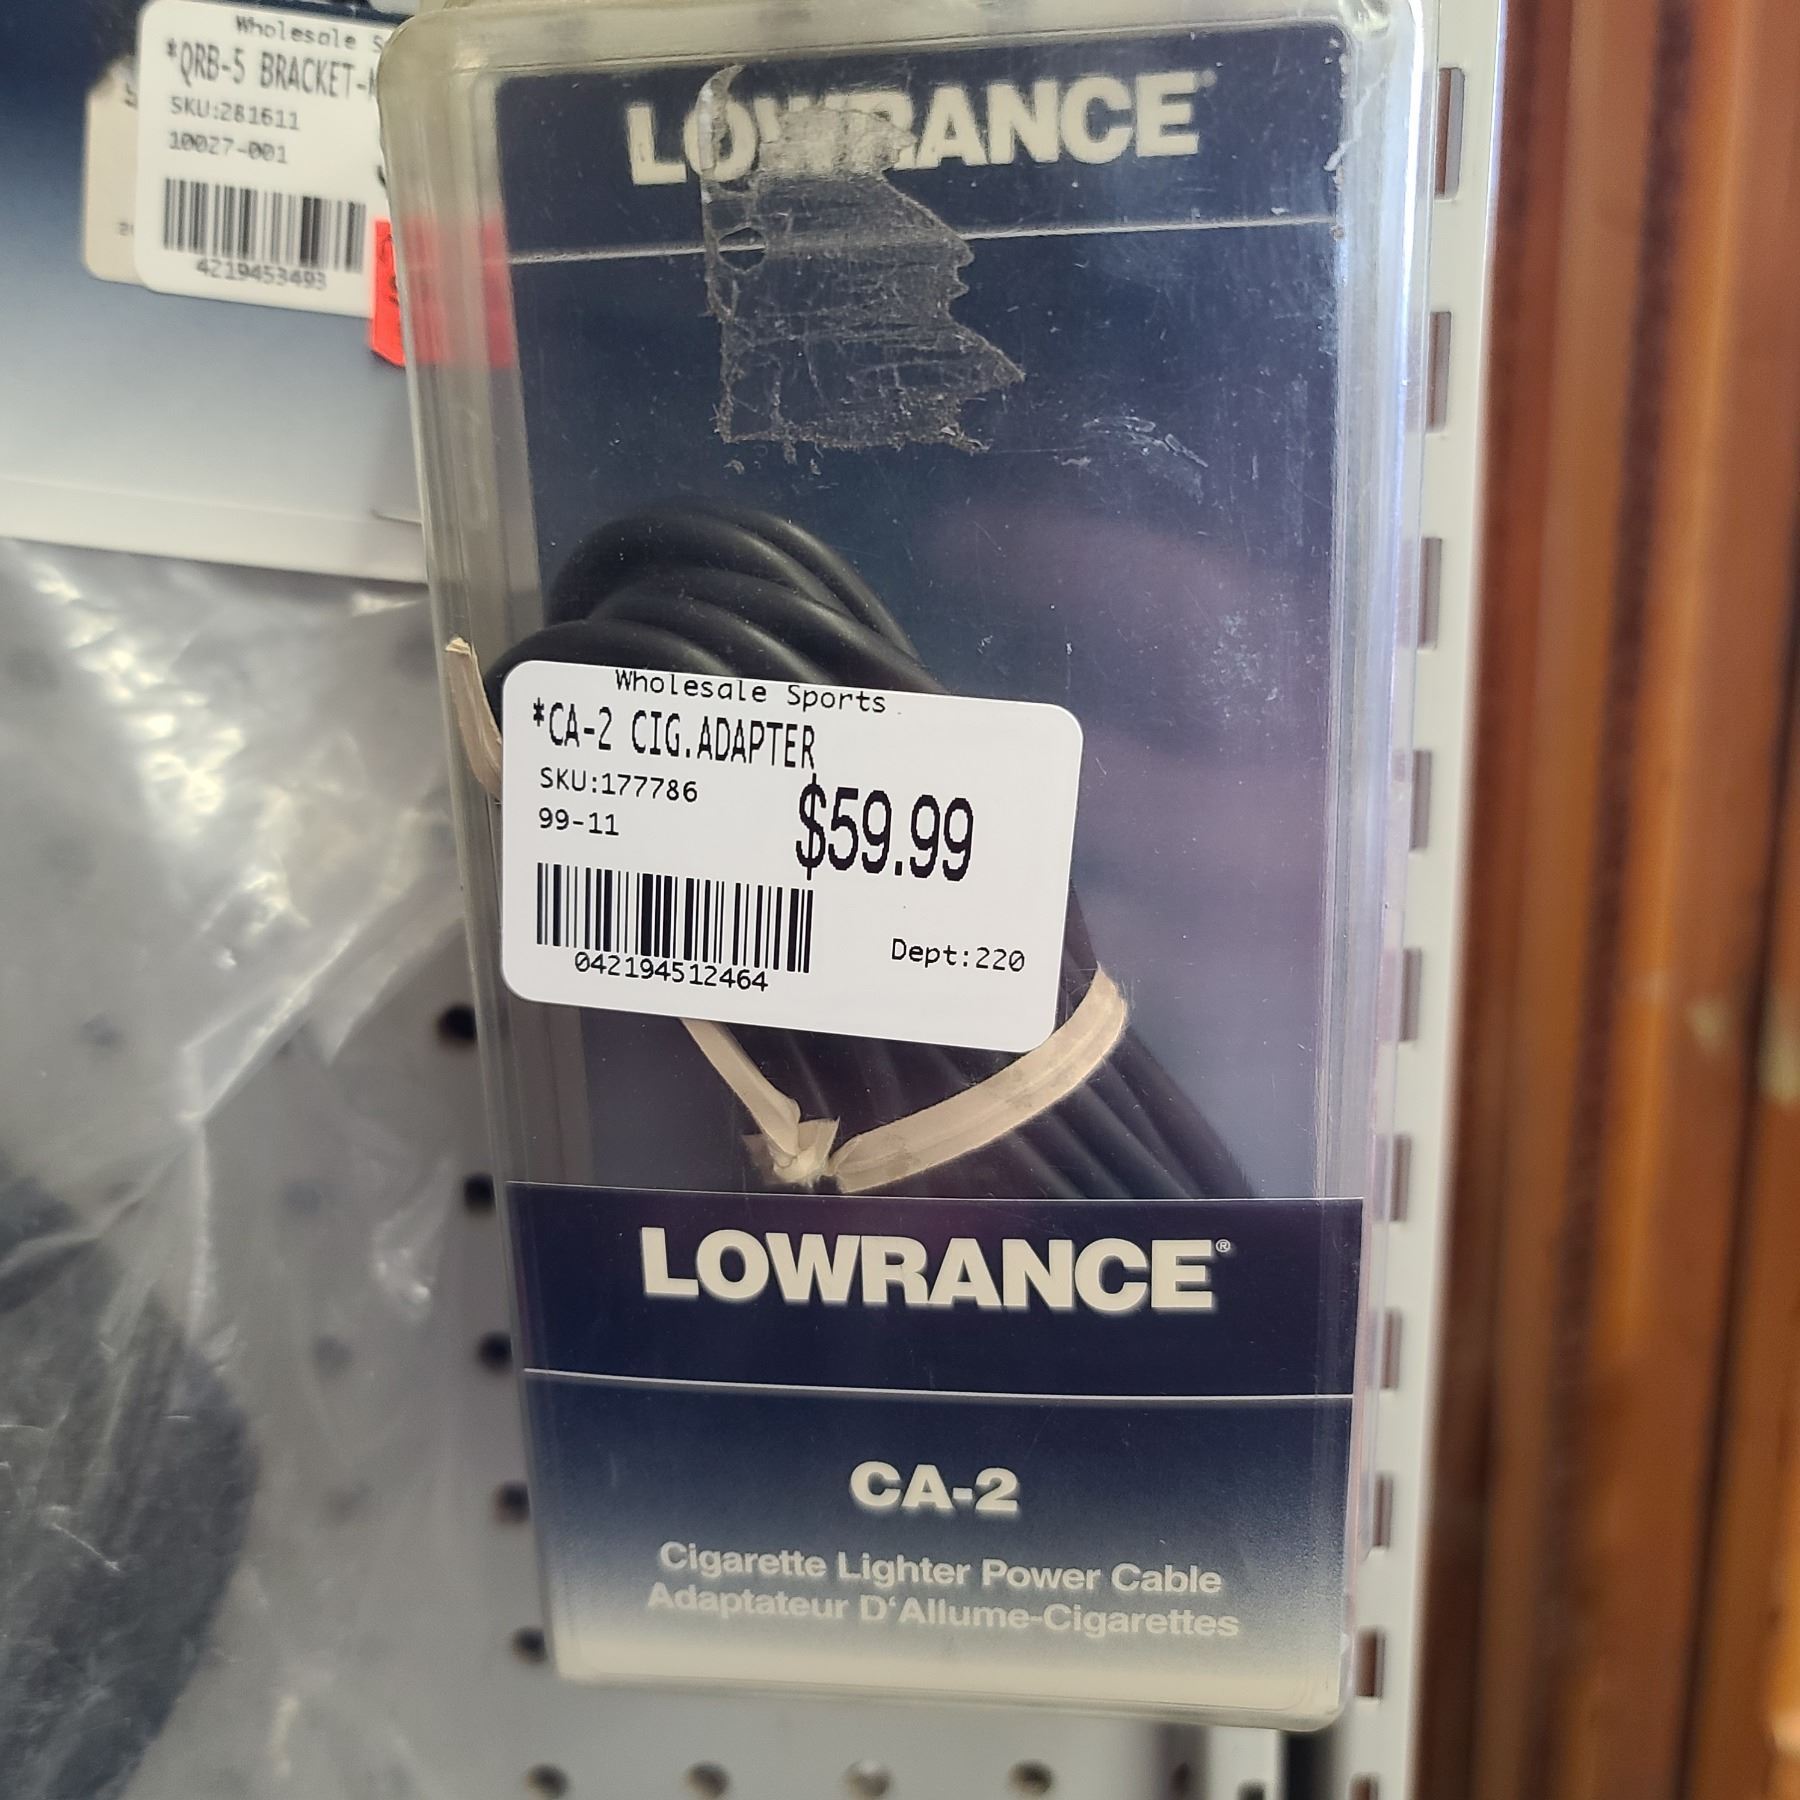 Wholesale
*QRB-5 BRACKET-
SKU:281611
10027-001
4219453493
LOWRANCE
Wholesale Sports
*CA-2 CIG.ADAPTER
SKU:177786
99-11
$59.99
042194512464
Dept:220
LOWRANCE®
CA-2
Cigarette Lighter Power Cable
Adaptateur D'Allume-Cigarettes